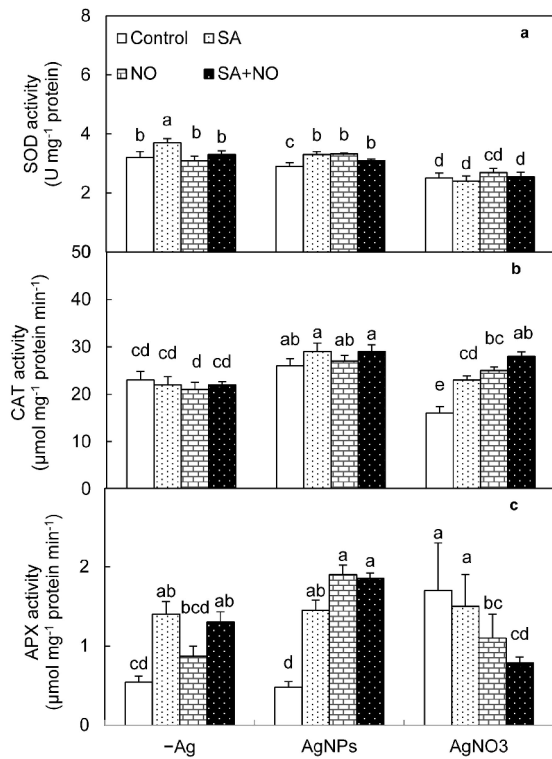 8
Control
SA
a
NO
SA+NO
6
SOD activity
(U mg⁻¹ protein)
4
2
b
a
b
b
c
b
b
b
d
d
cd
d
50
0
b
CAT activity
(µmol mg⁻¹ protein min⁻¹)
40
30
20
10
0
cd
cd
d
cd
ab
a
ab
a
e
cd
bc
ab
c
APX activity
(µmol mg⁻¹ protein min⁻¹)
2
1
0
cd
ab
bcd
ab
d
ab
a
a
a
a
bc
cd
−Ag
AgNPs
AgNO3